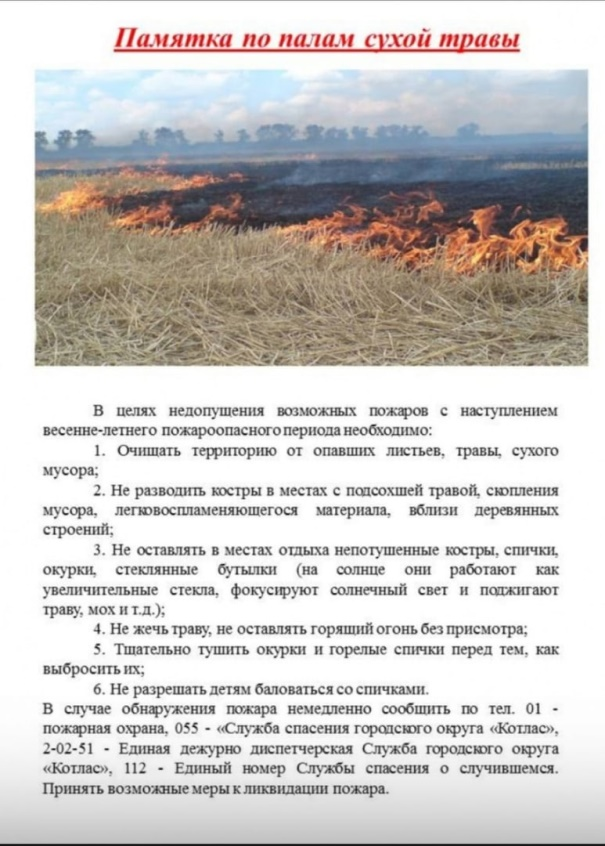 Памятка по палам сухой травы
В целях недопущения возможных пожаров с наступлением
весенне-летнего пожароопасного периода необходимо:
1. Очищать территорию от опавших листьев, травы, сухого
мусора;
2. Не разводить костры в местах с подсохшей травой, скопления
мусора, легковоспламеняющегося материала, вблизи деревянных
строений;
3. Не оставлять в местах отдыха непотушенные костры, спички,
окурки, стеклянные бутылки (на солнце они работают как
увеличительные стекла, фокусируют солнечный свет и поджигают
траву, мох и т.д.);
4. Не жечь траву, не оставлять горящий огонь без присмотра;
5. Тщательно тушить окурки и горелые спички перед тем, как
выбросить их;
6. Не разрешать детям баловаться со спичками.
В случае обнаружения пожара немедленно сообщить по тел. 01 -
пожарная охрана, 055 - «Служба спасения городского округа «Котлас»,
2-02-51 - Единая дежурно диспетчерская Служба городского округа
«Котлас», 112 - Единый номер Службы спасения о случившемся.
Принять возможные меры к ликвидации пожара.